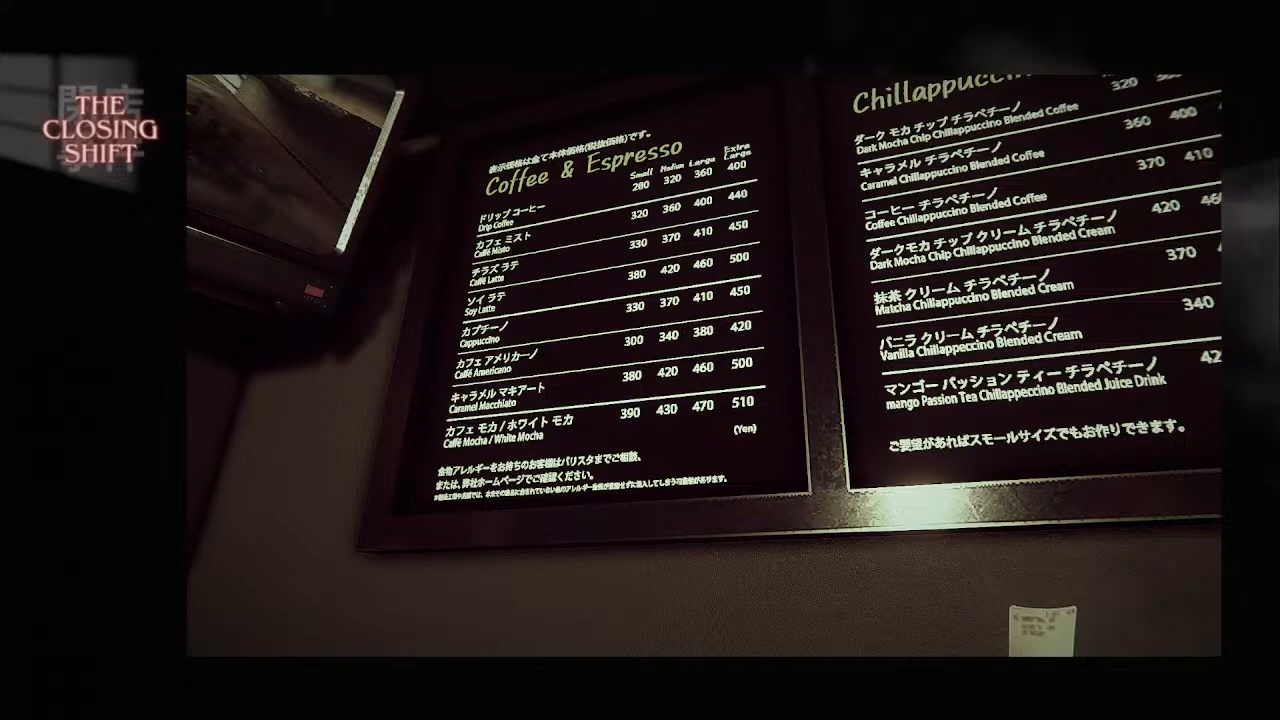 閉店
THE
CLOSING
SHIFT
事件
表示価格は全て本体価格(税抜価格)です。
Coffee & Espresso
Small Medium Large Extra Large
ドリップ コーヒー 280 320 360 400
Drip Coffee
カフェ ミスト 320 360 400 440
Caffé Misto
チラズ ラテ 330 370 410 450
Caffé Latte
ソイ ラテ 380 420 460 500
Soy Latte
カプチーノ 330 370 410 450
Cappuccino
カフェ アメリカーノ 300 340 380 420
Caffé Americano
キャラメル マキアート 380 420 460 500
Caramel Macchiato
カフェ モカ / ホワイト モカ 390 430 470 510
Caffé Mocha / White Mocha
(Yen)
食物アレルギーをお持ちのお客様はバリスタまでご相談、
または、弊社ホームページでご確認ください。
Chillappuccin
320
ダーク モカ チップ チラペチーノ 360 400
Dark Mocha Chip Chillappuccino Blended Coffee
キャラメル チラペチーノ 370 410
Caramel Chillappuccino Blended Coffee
コーヒー チラペチーノ 420 46
Coffee Chillappuccino Blended Coffee
ダークモカ チップ クリーム チラペチーノ 370
Dark Mocha Chip Chillappuccino Blended Cream
抹茶 クリーム チラペチーノ 340
Matcha Chillappuccino Blended Cream
バニラ クリーム チラペチーノ 42
Vanilla Chillappeccino Blended Cream
マンゴー パッション ティー チラペチーノ
mango Passion Tea Chillappeccino Blended Juice Drink
ご要望があればスモールサイズでもお作りできます。